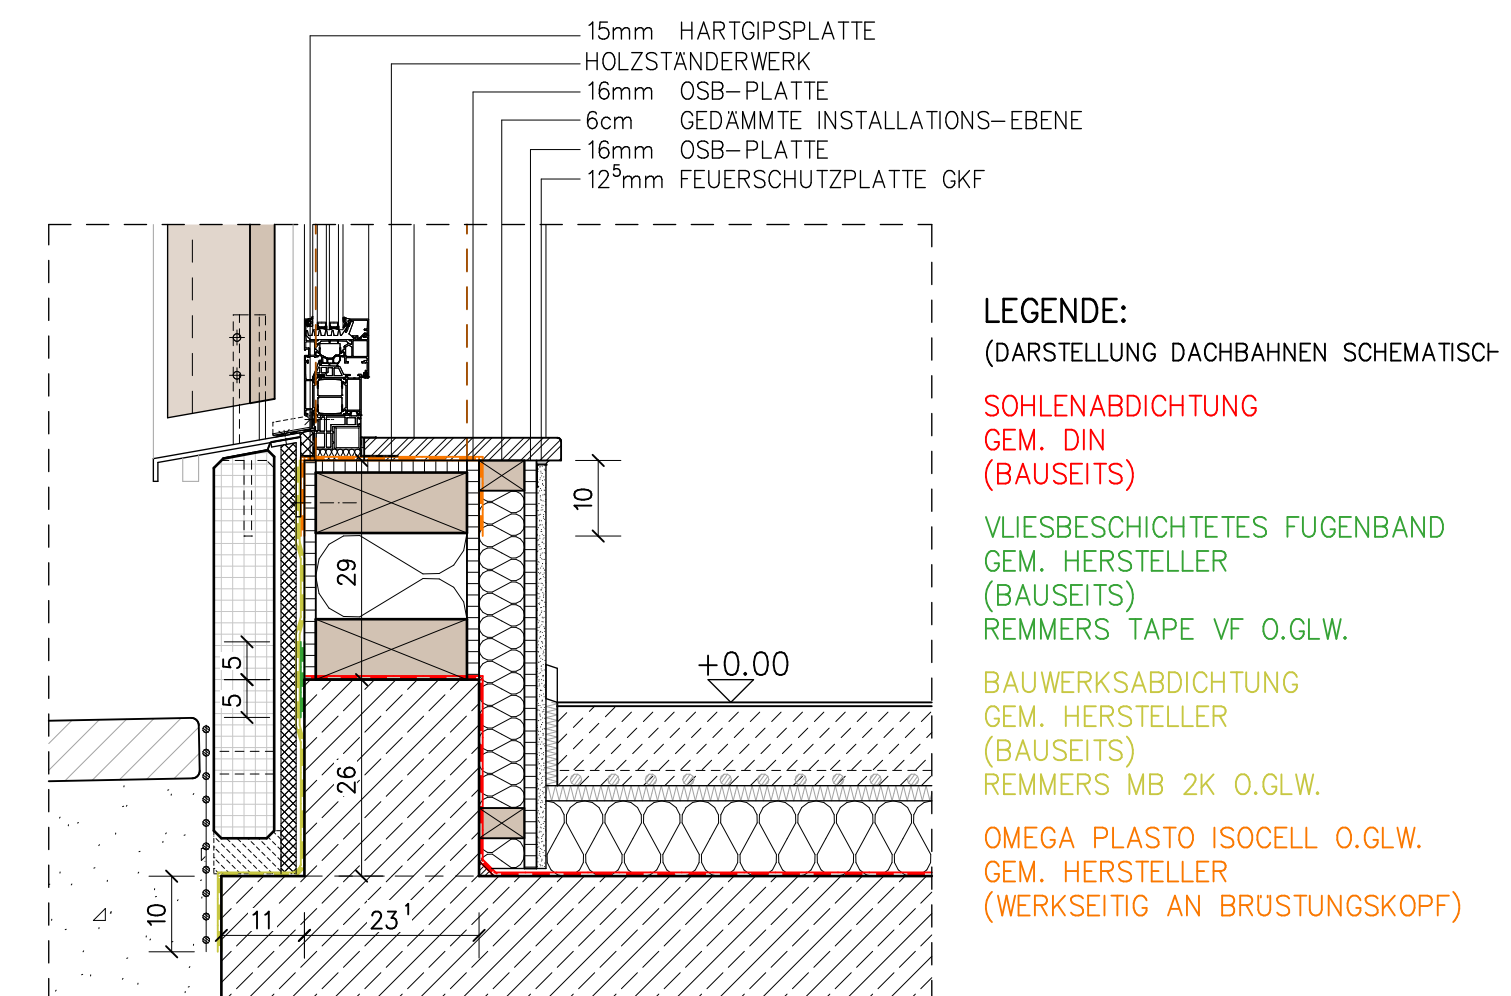 15mm HARTGIPSPLATTE
HOLZSTÄNDERWERK
16mm OSB-PLATTE
6cm GEDÄMMTE INSTALLATIONS-EBENE
16mm OSB-PLATTE
12⁵mm FEUERSCHUTZPLATTE GKF
LEGENDE:
(DARSTELLUNG DACHBAHNEN SCHEMATISCH
SOHLENABDICHTUNG
GEM. DIN
(BAUSEITS)
VLIESBESCHICHTETES FUGENBAND
GEM. HERSTELLER
(BAUSEITS)
REMMERS TAPE VF O.GLW.
BAUWERKSABDICHTUNG
GEM. HERSTELLER
(BAUSEITS)
REMMERS MB 2K O.GLW.
OMEGA PLASTO ISOCELL O.GLW.
GEM. HERSTELLER
(WERKSEITIG AN BRÜSTUNGSKOPF)
10
29
5
5
+0.00
26
10
11
23¹